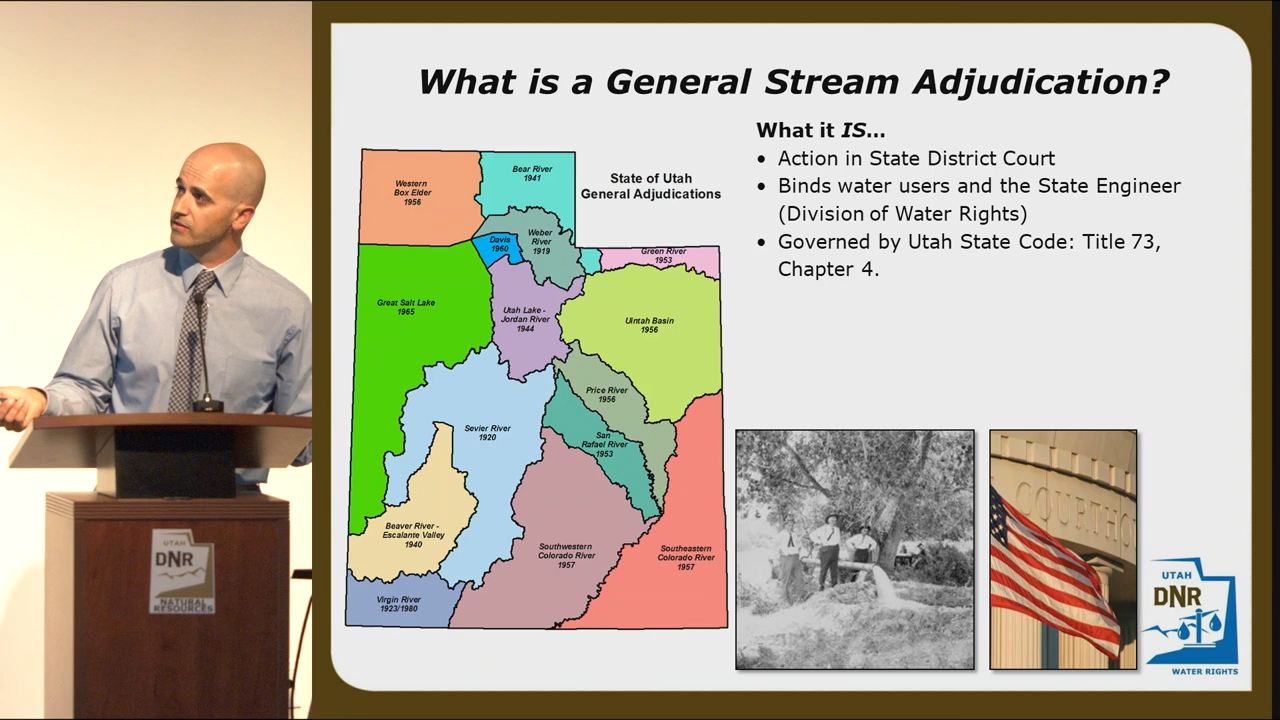 What is a General Stream Adjudication?
What it IS...
• Action in State District Court
• Binds water users and the State Engineer
(Division of Water Rights)
• Governed by Utah State Code: Title 73,
Chapter 4.
State of Utah
General Adjudications
Western
Box Elder
1956
Bear River
1941
Weber
River
1919
Davis
1960
Green River
1953
Great Salt Lake
1965
Utah Lake -
Jordan River
1944
Uintah Basin
1956
Price River
1956
Sevier River
1920
San
Rafael River
1953
Beaver River -
Escalante Valley
1940
Southwestern
Colorado River
1957
Southeastern
Colorado River
1957
Virgin River
1923/1980
COURTHO
UTAH
DNR
WATER RIGHTS
UTAH
DNR
NATURAL
RESOURCES